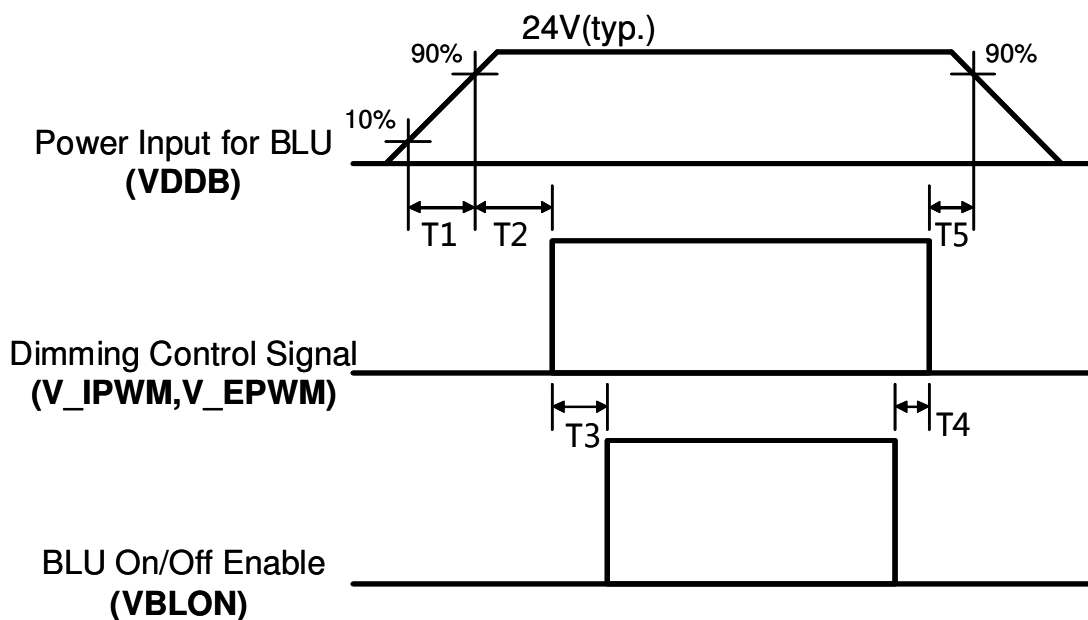 24V(typ.)
90%
90%
10%
Power Input for BLU
(VDDB)
T1
T2
T5
Dimming Control Signal
(V_IPWM,V_EPWM)
T3
T4
BLU On/Off Enable
(VBLON)